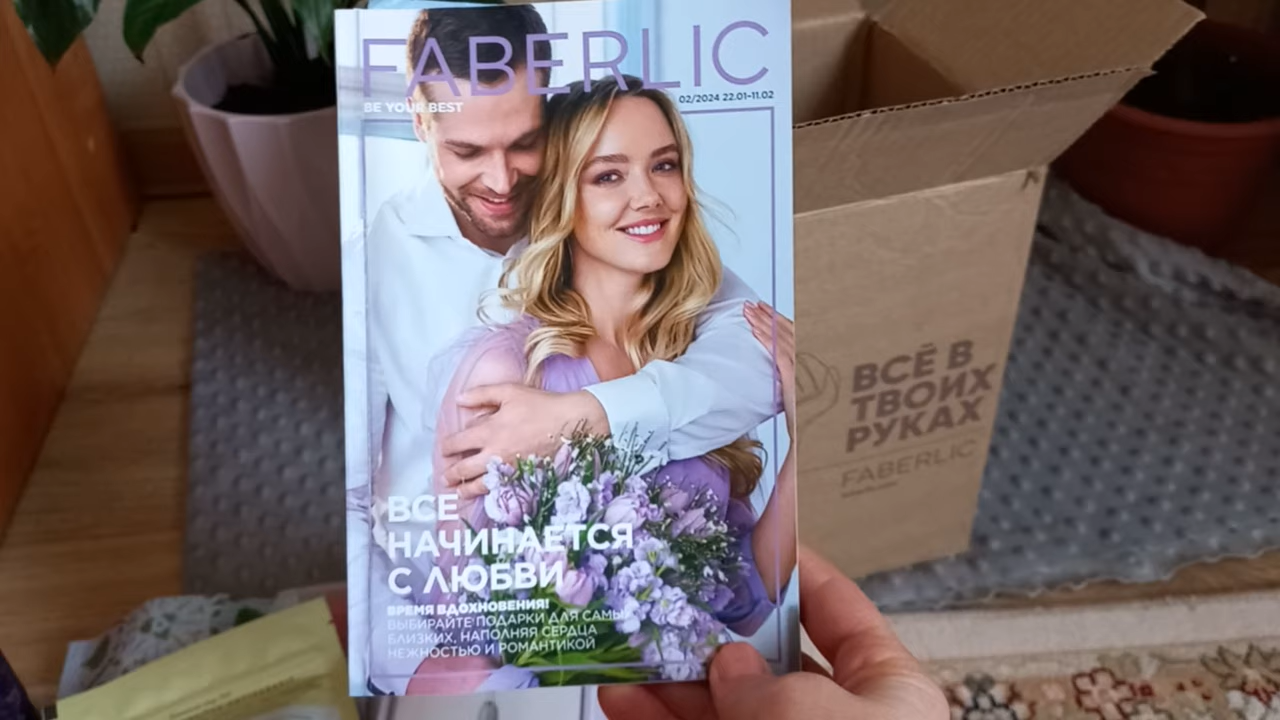 FABERLIC
BE YOUR BEST
02/2024 22.01-11.02
ВСЕ
НАЧИНАЕТСЯ
С ЛЮБВИ
ВРЕМЯ ВДОХНОВЕНИЯ!
ВЫБИРАЙТЕ ПОДАРКИ ДЛЯ САМЫ
БЛИЗКИХ, НАПОЛНЯЯ СЕРДЦА
НЕЖНОСТЬЮ И РОМАНТИКОЙ
ВСЁ В
ТВОИХ
РУКАХ
FABERLIC